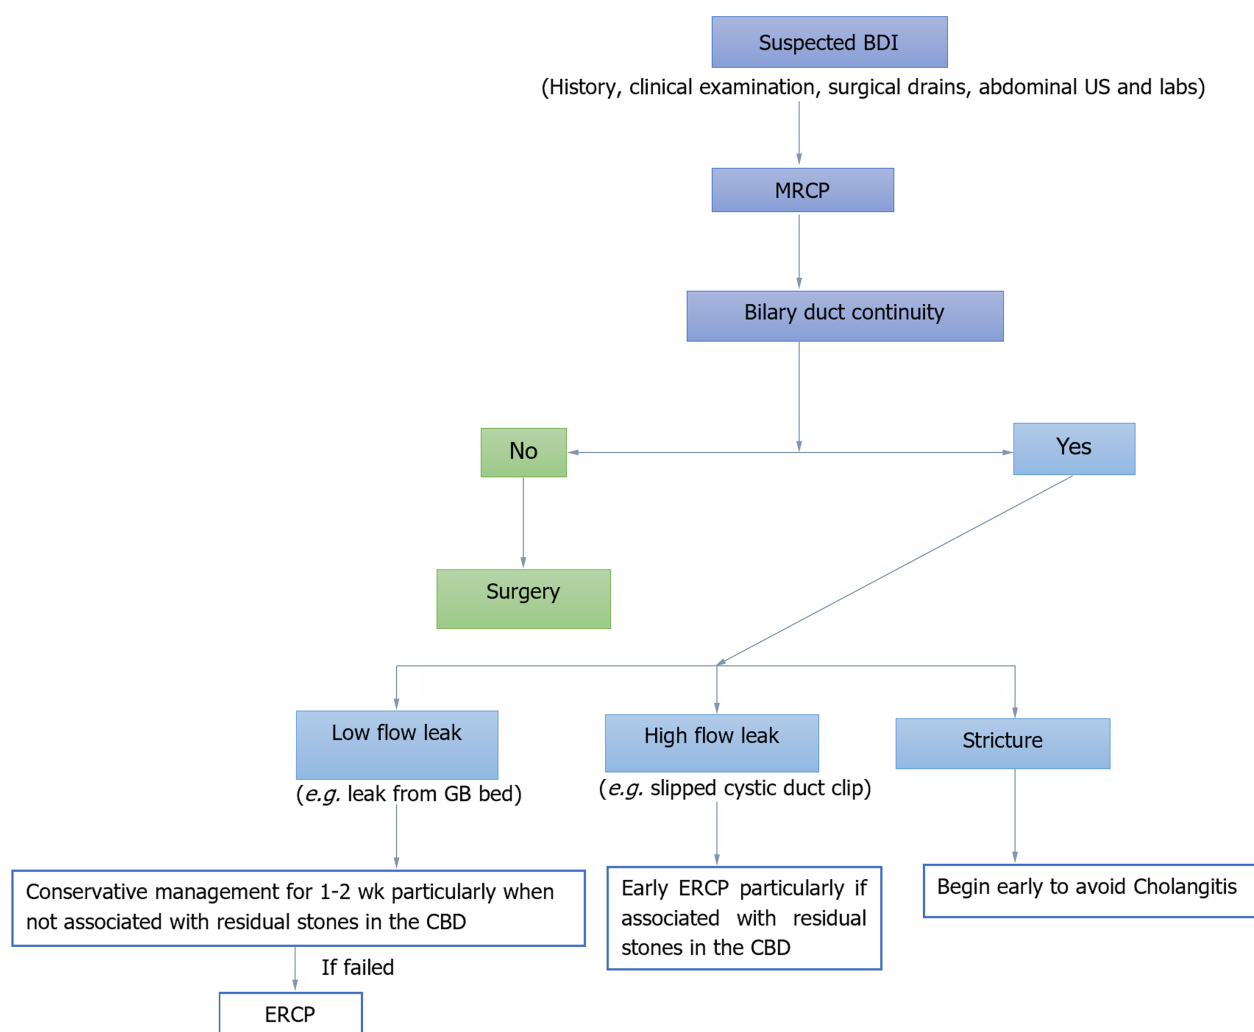 Suspected BDI
(History, clinical examination, surgical drains, abdominal US and labs)
MRCP
Bilary duct continuity
No
Yes
Surgery
Low flow leak
(e.g. leak from GB bed)
High flow leak
(e.g. slipped cystic duct clip)
Stricture
Conservative management for 1-2 wk particularly when
not associated with residual stones in the CBD
Early ERCP particularly if
associated with residual
stones in the CBD
Begin early to avoid Cholangitis
If failed
ERCP